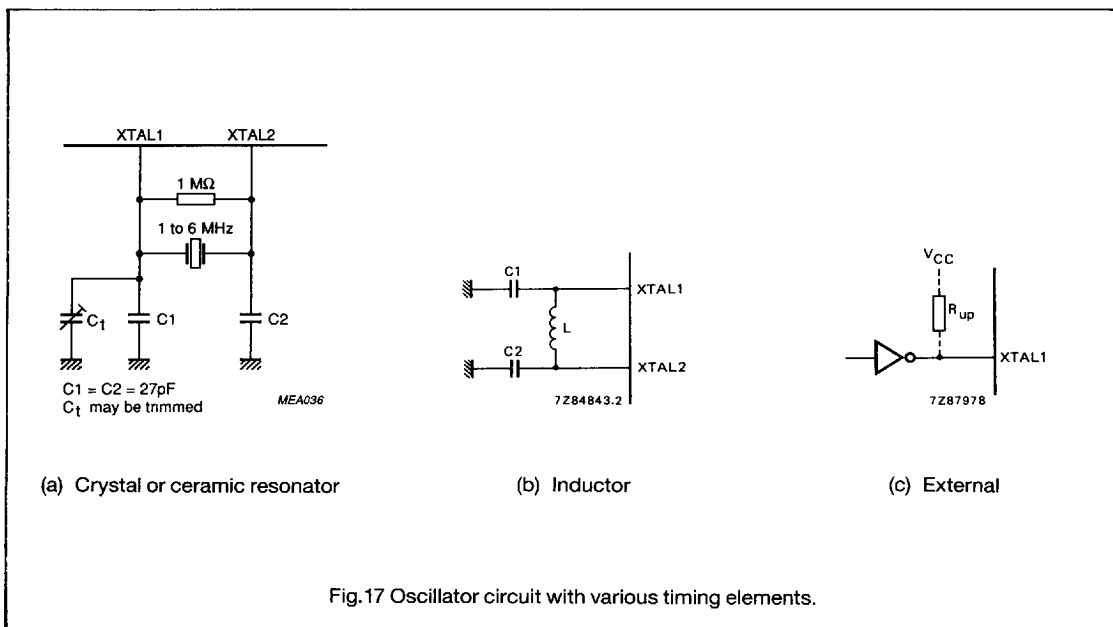 XTAL1 XTAL2
1 MΩ
1 to 6 MHz
Ct C1 C2
C1 = C2 = 27pF
Ct may be tnmmed
MEA036
(a) Crystal or ceramic resonator
C1
XTAL1
L
C2
XTAL2
7Z84843.2
(b) Inductor
VCC
Rup
XTAL1
7Z87978
(c) External
Fig.17 Oscillator circuit with various timing elements.